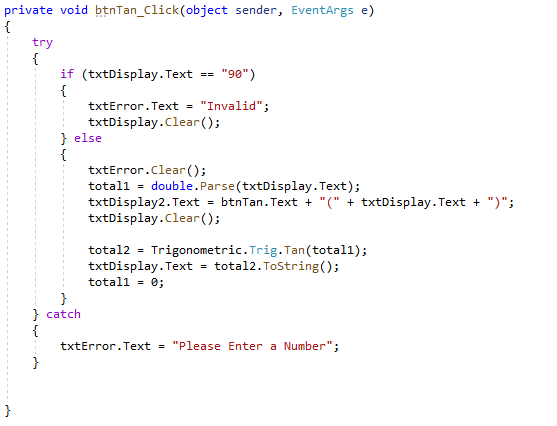 private void btnTan_Click(object sender, EventArgs e)
{
try
{
if (txtDisplay.Text == "90")
{
txtError.Text = "Invalid";
txtDisplay.Clear();
} else
{
txtError.Clear();
total1 = double.Parse(txtDisplay.Text);
txtDisplay2.Text = btnTan.Text + "(" + txtDisplay.Text + ")";
txtDisplay.Clear();
total2 = Trigonometric.Trig.Tan(total1);
txtDisplay.Text = total2.ToString();
total1 = 0;
}
} catch
{
txtError.Text = "Please Enter a Number";
}
}